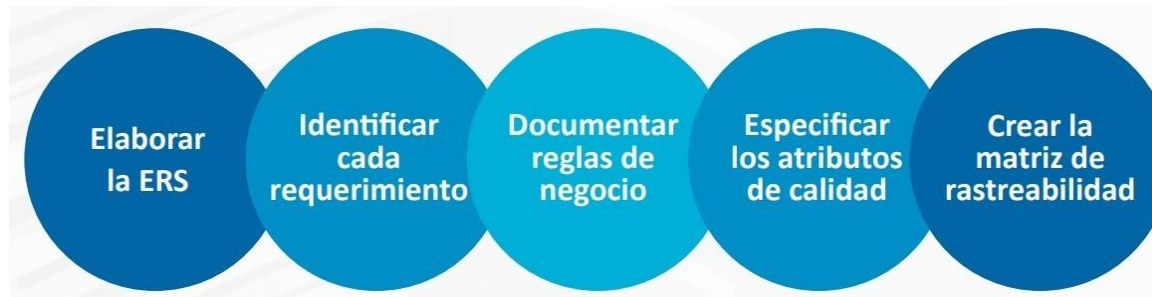 Elaborar
la ERS
Identificar
cada
requerimiento
Documentar
reglas de
negocio
Especificar
los atributos
de calidad
Crear la
matriz de
rastreabilidad